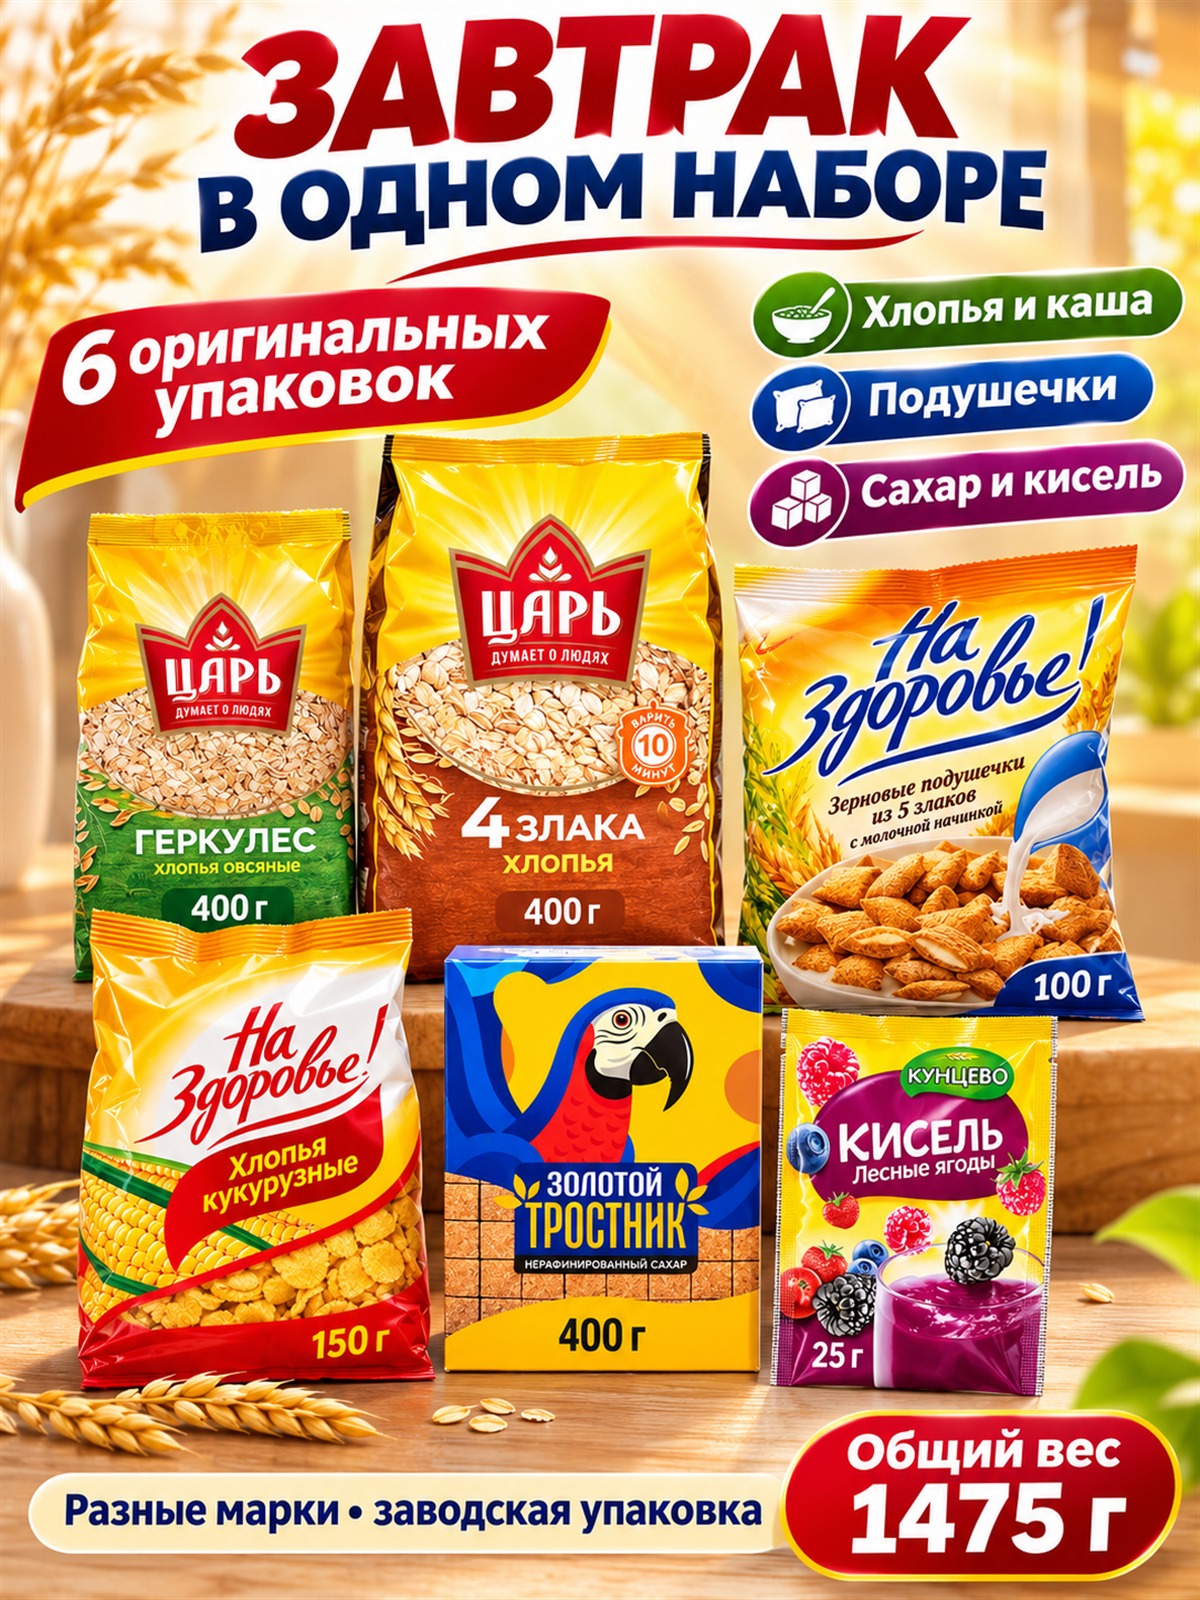 ЗАВТРАК
В ОДНОМ НАБОРЕ
6 оригинальных
упаковок
Хлопья и каша
Подушечки
Сахар и кисель
ЦАРЬ
ДУМАЕТ О ЛЮДЯХ
ГЕРКУЛЕС
ХЛОПЬЯ ОВСЯНЫЕ
400 г
ЦАРЬ
ДУМАЕТ О ЛЮДЯХ
ВАРИТЬ
10
МИНУТ
4 ЗЛАКА
ХЛОПЬЯ
400 г
На
Здоровье!
Зерновые подушечки
из 5 злаков
с молочной начинкой
100 г
На
Здоровье!
Хлопья
кукурузные
150 г
ЗОЛОТОЙ
ТРОСТНИК
НЕРАФИНИРОВАННЫЙ САХАР
400 г
КУНЦЕВО
КИСЕЛЬ
Лесные ягоды
25 г
Разные марки • заводская упаковка
Общий вес
1475 г